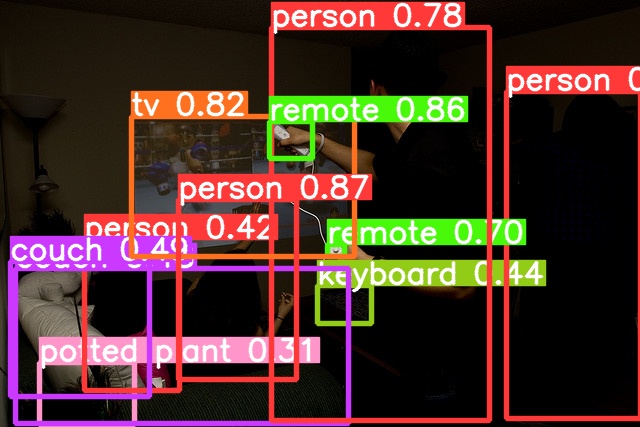 person 0.78
person 0
tv 0.82
remote 0.86
person 0.87
person 0.42
remote 0.70
couch 0.49
keyboard 0.44
potted plant 0.31